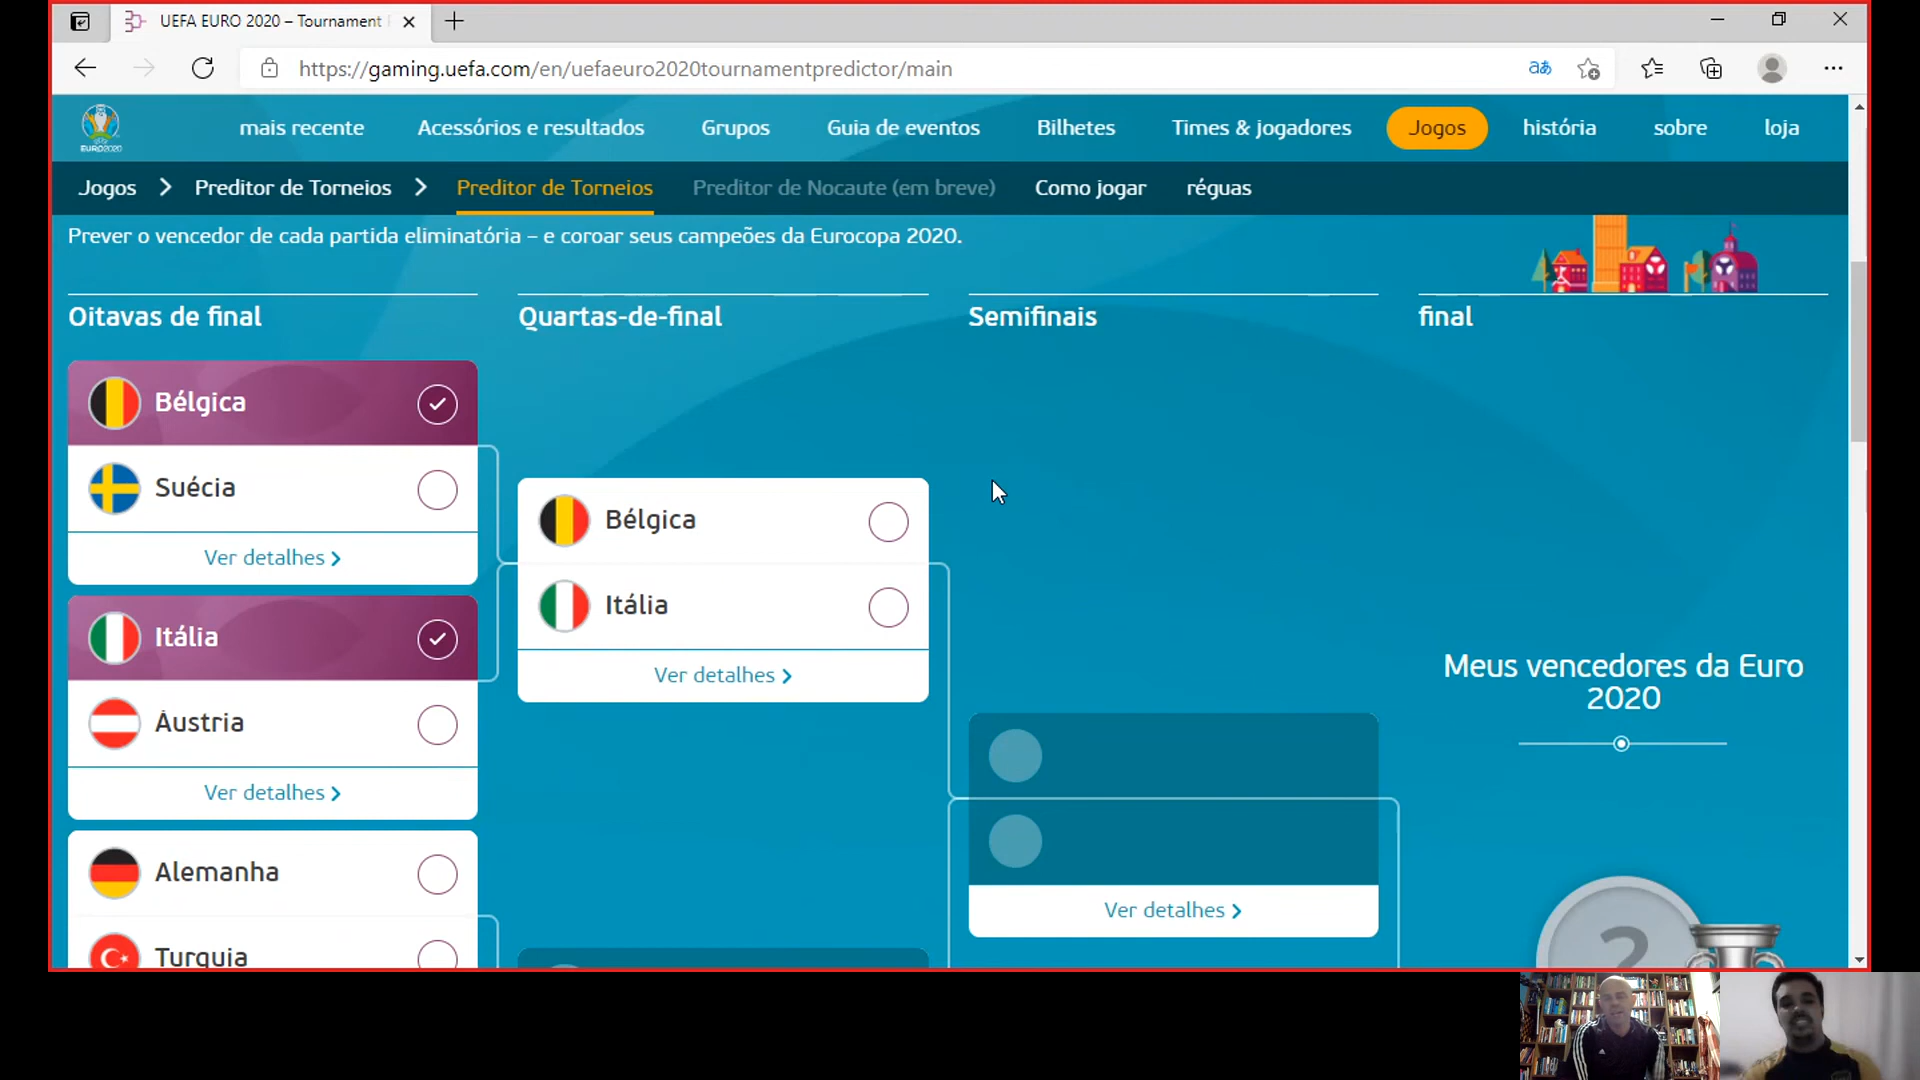 UEFA EURO 2020 – Tournament
https://gaming.uefa.com/en/uefaeuro2020tournamentpredictor/main
aあ
EURO2020
mais recente
Acessórios e resultados
Grupos
Guia de eventos
Bilhetes
Times & jogadores
Jogos
história
sobre
loja
Jogos
Preditor de Torneios
Preditor de Torneios
Preditor de Nocaute (em breve)
Como jogar
réguas
Prever o vencedor de cada partida eliminatória – e coroar seus campeões da Eurocopa 2020.
Oitavas de final
Quartas-de-final
Semifinais
final
Bélgica
Suécia
Ver detalhes
Itália
Áustria
Ver detalhes
Alemanha
Turquia
Bélgica
Itália
Ver detalhes
Ver detalhes
Meus vencedores da Euro
2020
?